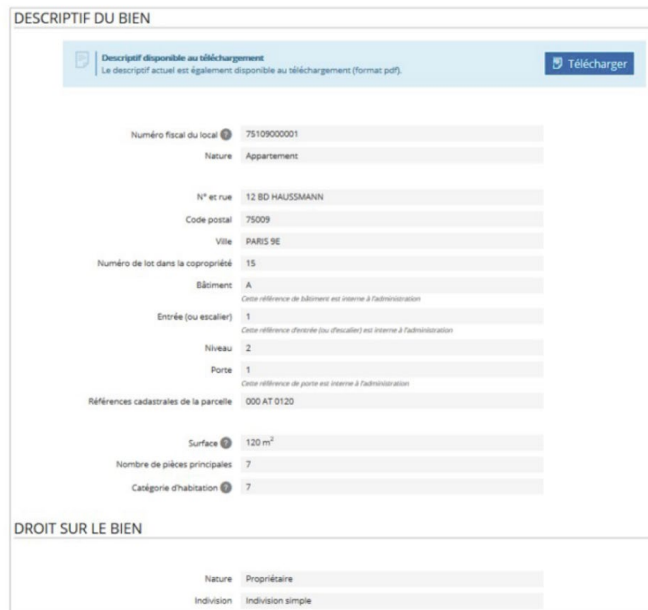 DESCRIPTIF DU BIEN
Descriptif disponible au téléchargement
Le descriptif actuel est également disponible au téléchargement (format pdf).
Télécharger
Numéro fiscal du local ? 75109000001
Nature Appartement
N° et rue 12 BD HAUSSMANN
Code postal 75009
Ville PARIS 9E
Numéro de lot dans la copropriété 15
Bâtiment A
Cette référence de bâtiment est interne à l'administration
Entrée (ou escalier) 1
Cette référence d'entrée (ou d'escalier) est interne à l'administration
Niveau 2
Porte 1
Cette référence de porte est interne à l'administration
Références cadastrales de la parcelle 000 AT 0120
Surface ? 120 m²
Nombre de pièces principales 7
Catégorie d'habitation ? 7
DROIT SUR LE BIEN
Nature Propriétaire
Indivision Indivision simple